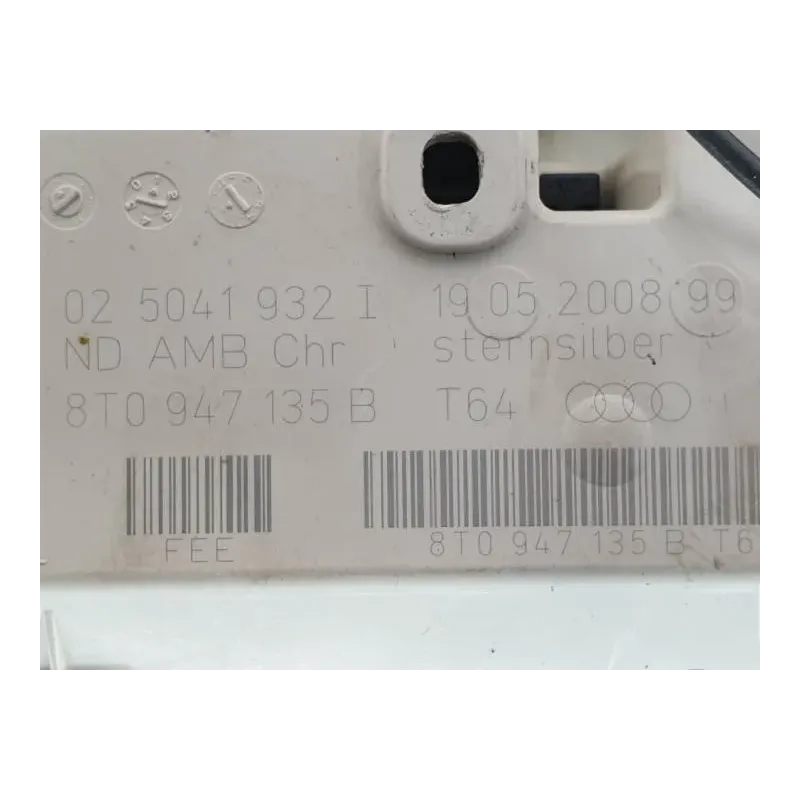 02 5041 932 I 19.05.2008 99
ND AMB Chr sternsilber
8T0 947 135 B T64
FEE
8T0 947 135 B T6